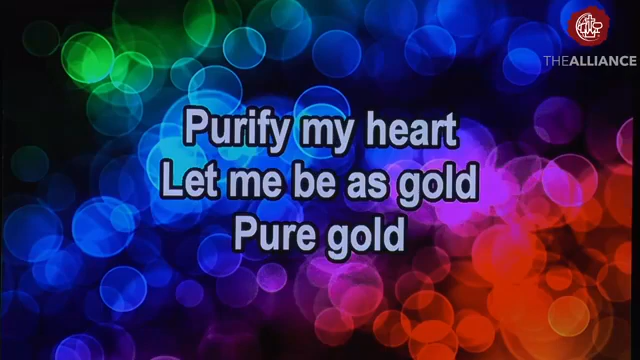 THEALLIANCE
Purify my heart
Let me be as gold
Pure gold